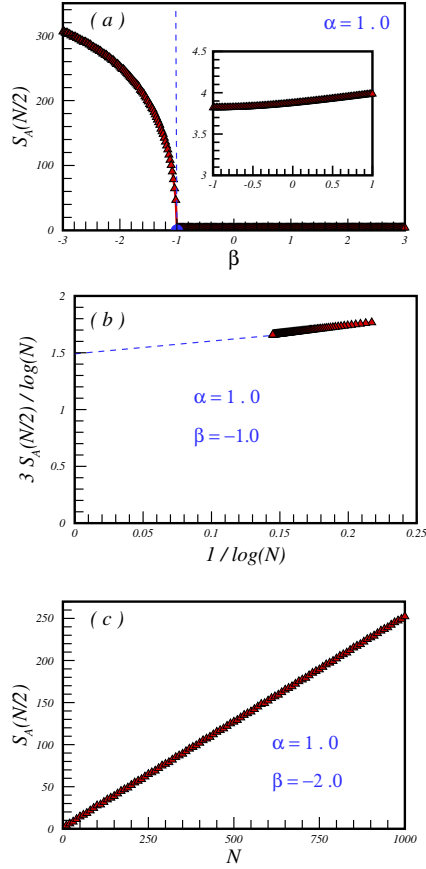 ( a )
α = 1 . 0
S_A(N/2)
300
200
100
0
-3 -2 -1 0 1 2 3
β
4.5
4
3.5
3
-1 -0.5 0 0.5 1
( b )
3 S_A(N/2) / log(N)
2
1.5
1
0.5
0
α = 1 . 0
β = −1.0
0 0.05 0.1 0.15 0.2 0.25
1 / log(N)
( c )
S_A(N/2)
250
200
150
100
50
0
α = 1 . 0
β = −2.0
0 250 500 750 1000
N